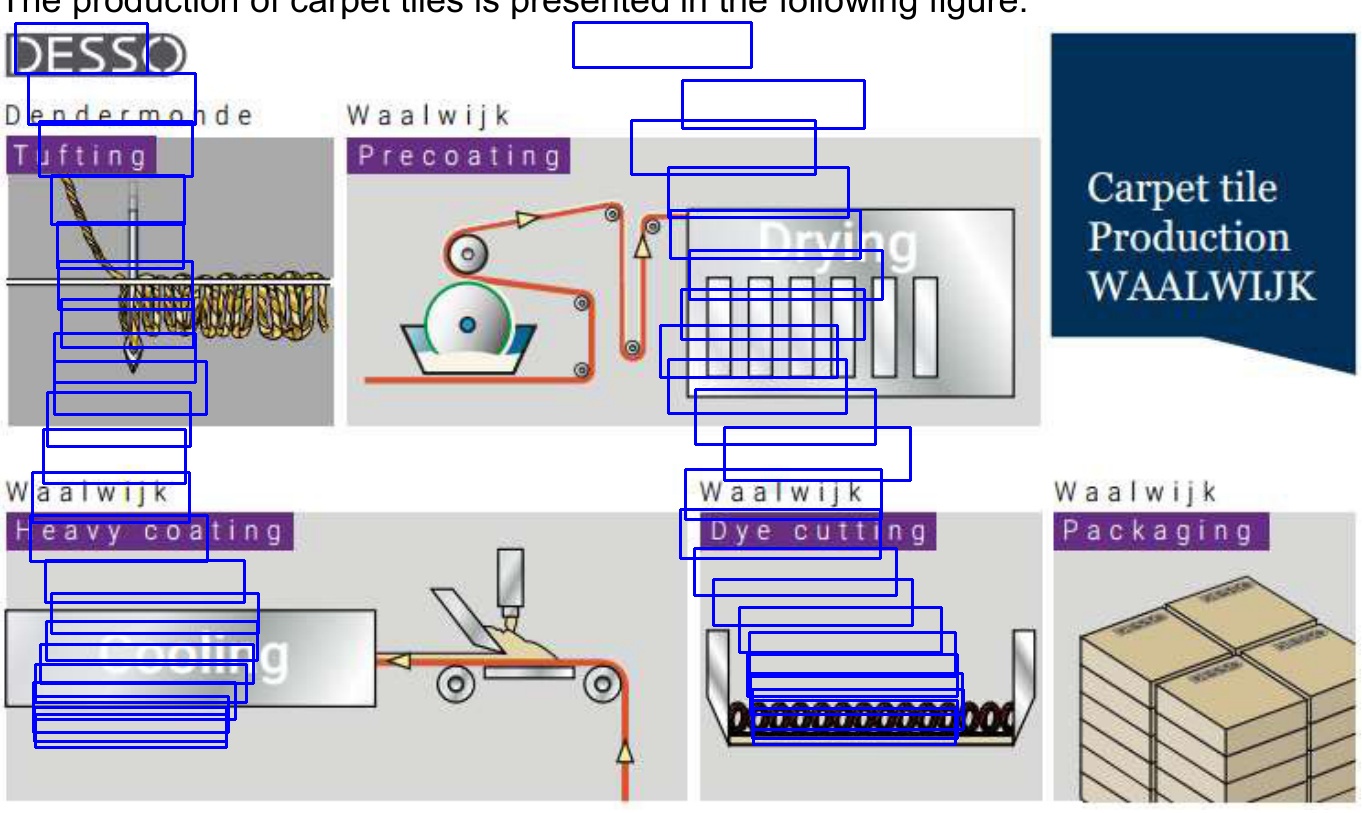 The production of carpet tiles is presented in the following figure.
DESSO
Dendermonde
Waalwijk
Tufting
Precoating
Drying
Carpet tile
Production
WAALWIJK
Waalwijk
Waalwijk
Waalwijk
Heavy coating
Dye cutting
Packaging
Cooling